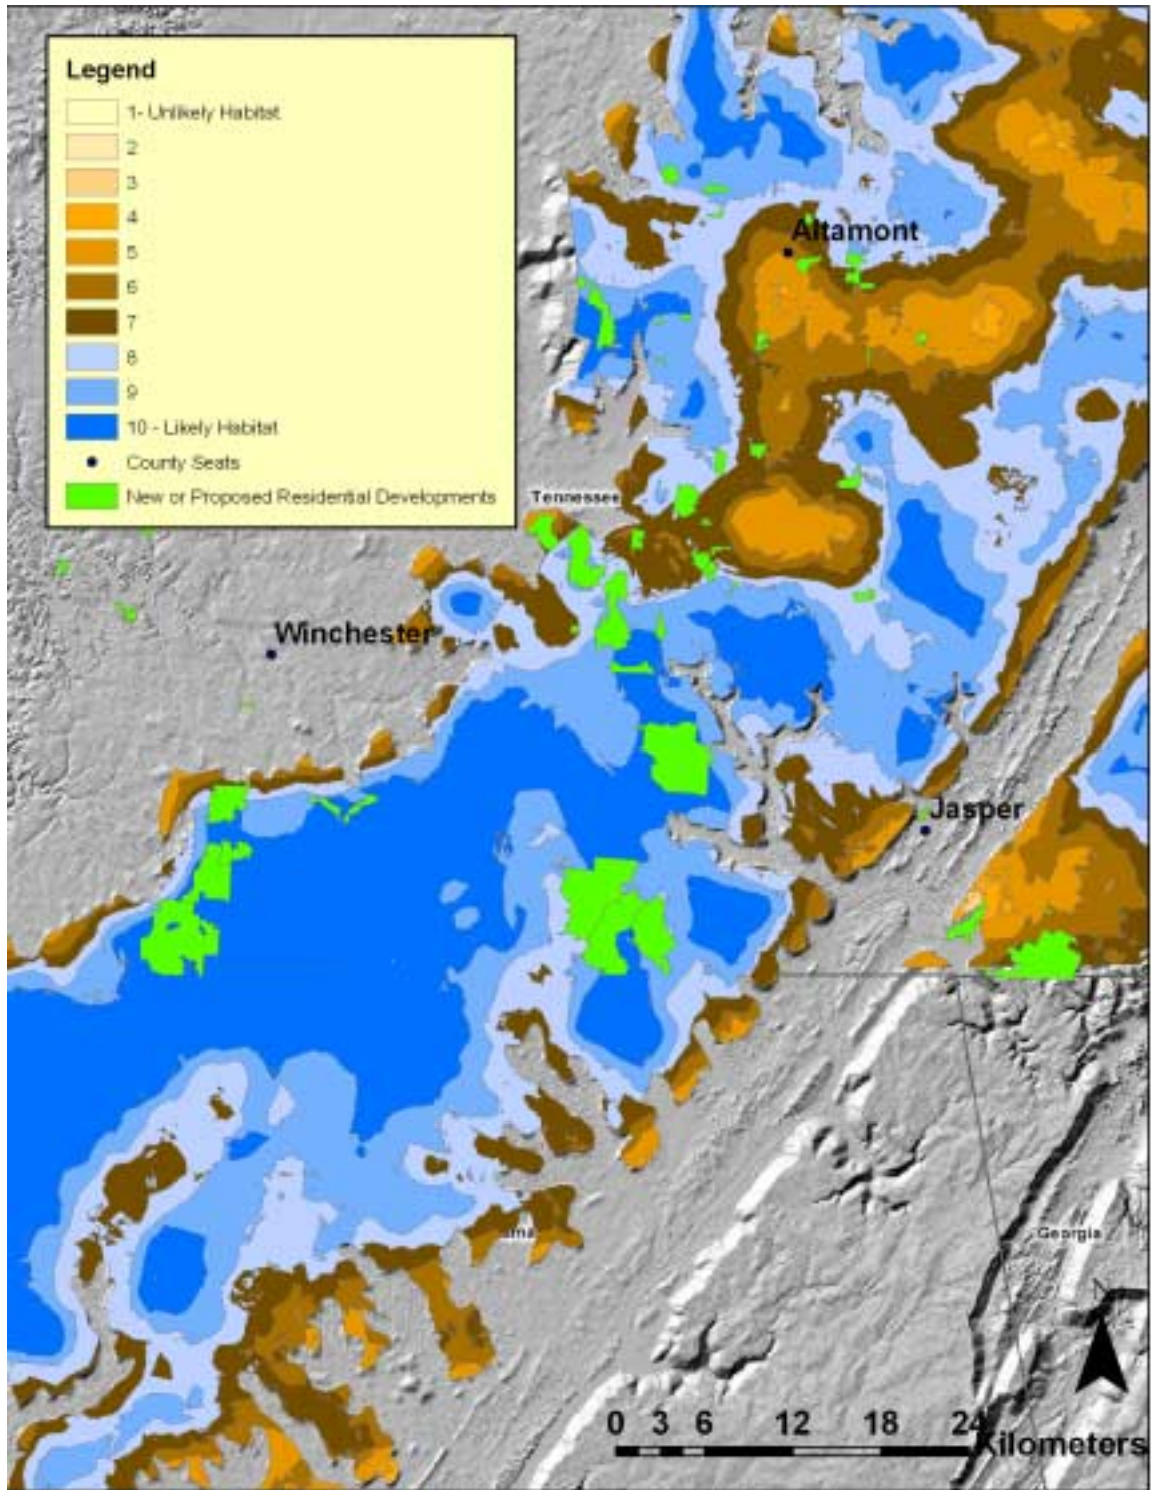 Legend
1- Unlikely Habitat
2
3
4
5
6
7
8
9
10 - Likely Habitat
County Seats
New or Proposed Residential Developments
Altamont
Tennessee
Winchester
Jasper
Georgia
0 3 6 12 18 24
Kilometers